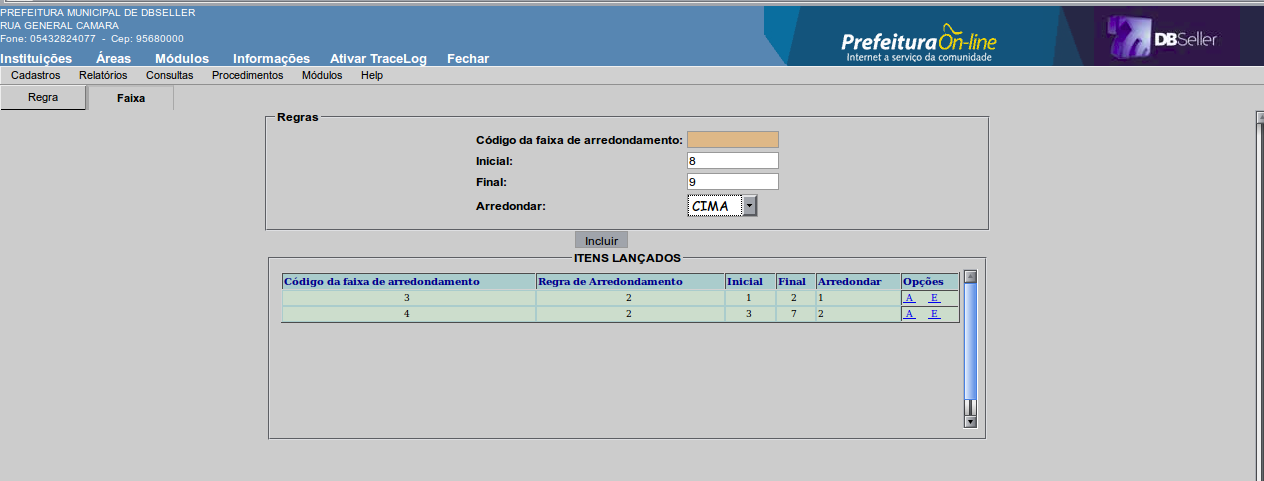 PREFEITURA MUNICIPAL DE DBSELLER
RUA GENERAL CAMARA
Fone: 05432824077 - Cep: 95680000
Prefeitura On-line
Internet a serviço da comunidade
DBSeller
Instituições Áreas Módulos Informações Ativar TraceLog Fechar
Cadastros Relatórios Consultas Procedimentos Módulos Help
Regra Faixa
Regras
Código da faixa de arredondamento:
Inicial: 8
Final: 9
Arredondar: CIMA
Incluir
ITENS LANÇADOS
Código da faixa de arredondamento Regra de Arredondamento Inicial Final Arredondar Opções
3 2 1 2 1 A E
4 2 3 7 2 A E